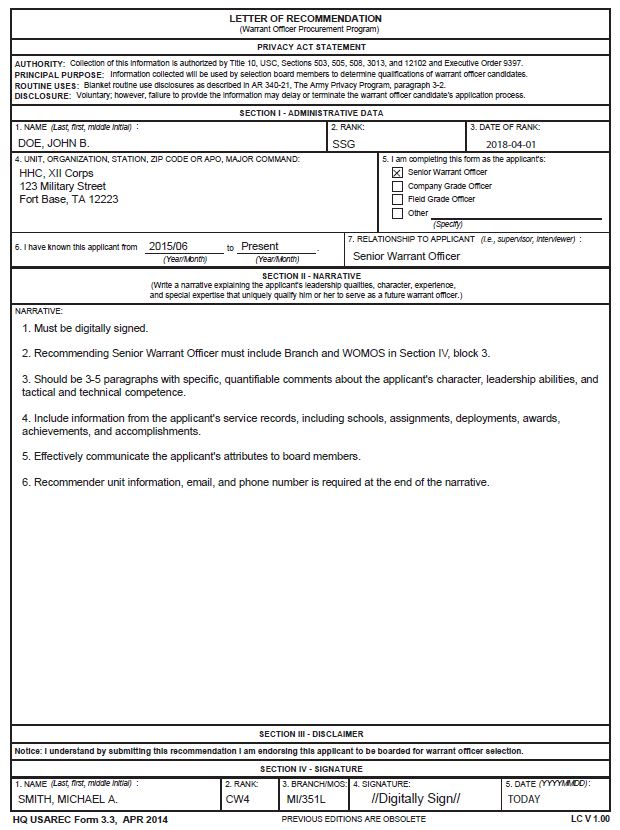 LETTER OF RECOMMENDATION
(Warrant Officer Procurement Program)
PRIVACY ACT STATEMENT
AUTHORITY: Collection of this information is authorized by Title 10, USC, Sections 503, 505, 508, 3013, and 12102 and Executive Order 9397.
PRINCIPAL PURPOSE: Information collected will be used by selection board members to determine qualifications of warrant officer candidates.
ROUTINE USES: Blanket routine use disclosures as described in AR 340-21, The Army Privacy Program, paragraph 3-2.
DISCLOSURE: Voluntary; however, failure to provide the information may delay or terminate the warrant officer candidate's application process.
SECTION I - ADMINISTRATIVE DATA
1. NAME (Last, first, middle initial) : 2. RANK: 3. DATE OF RANK:
DOE, JOHN B. SSG 2018-04-01
4. UNIT, ORGANIZATION, STATION, ZIP CODE OR APO, MAJOR COMMAND: 5. I am completing this form as the applicant's:
HHC, XII Corps
123 Military Street
Fort Base, TA 12223
Senior Warrant Officer
Company Grade Officer
Field Grade Officer
Other
(Specify)
6. I have known this applicant from 2015/06 to Present .
(Year/Month) (Year/Month)
7. RELATIONSHIP TO APPLICANT (i.e., supervisor, interviewer) :
Senior Warrant Officer
SECTION II - NARRATIVE
(Write a narrative explaining the applicant's leadership qualities, character, experience,
and special expertise that uniquely qualify him or her to serve as a future warrant officer.)
NARRATIVE:
1. Must be digitally signed.
2. Recommending Senior Warrant Officer must include Branch and WOMOS in Section IV, block 3.
3. Should be 3-5 paragraphs with specific, quantifiable comments about the applicant's character, leadership abilities, and
tactical and technical competence.
4. Include information from the applicant's service records, including schools, assignments, deployments, awards,
achievements, and accomplishments.
5. Effectively communicate the applicant's attributes to board members.
6. Recommender unit information, email, and phone number is required at the end of the narrative.
SECTION III - DISCLAIMER
Notice: I understand by submitting this recommendation I am endorsing this applicant to be boarded for warrant officer selection.
SECTION IV - SIGNATURE
1. NAME (Last, first, middle initial) : 2. RANK: 3. BRANCH/MOS: 4. SIGNATURE: 5. DATE (YYYY/MM/DD) :
SMITH, MICHAEL A. CW4 MI/351L //Digitally Sign// TODAY
HQ USAREC Form 3.3, APR 2014 PREVIOUS EDITIONS ARE OBSOLETE LC V 1.00